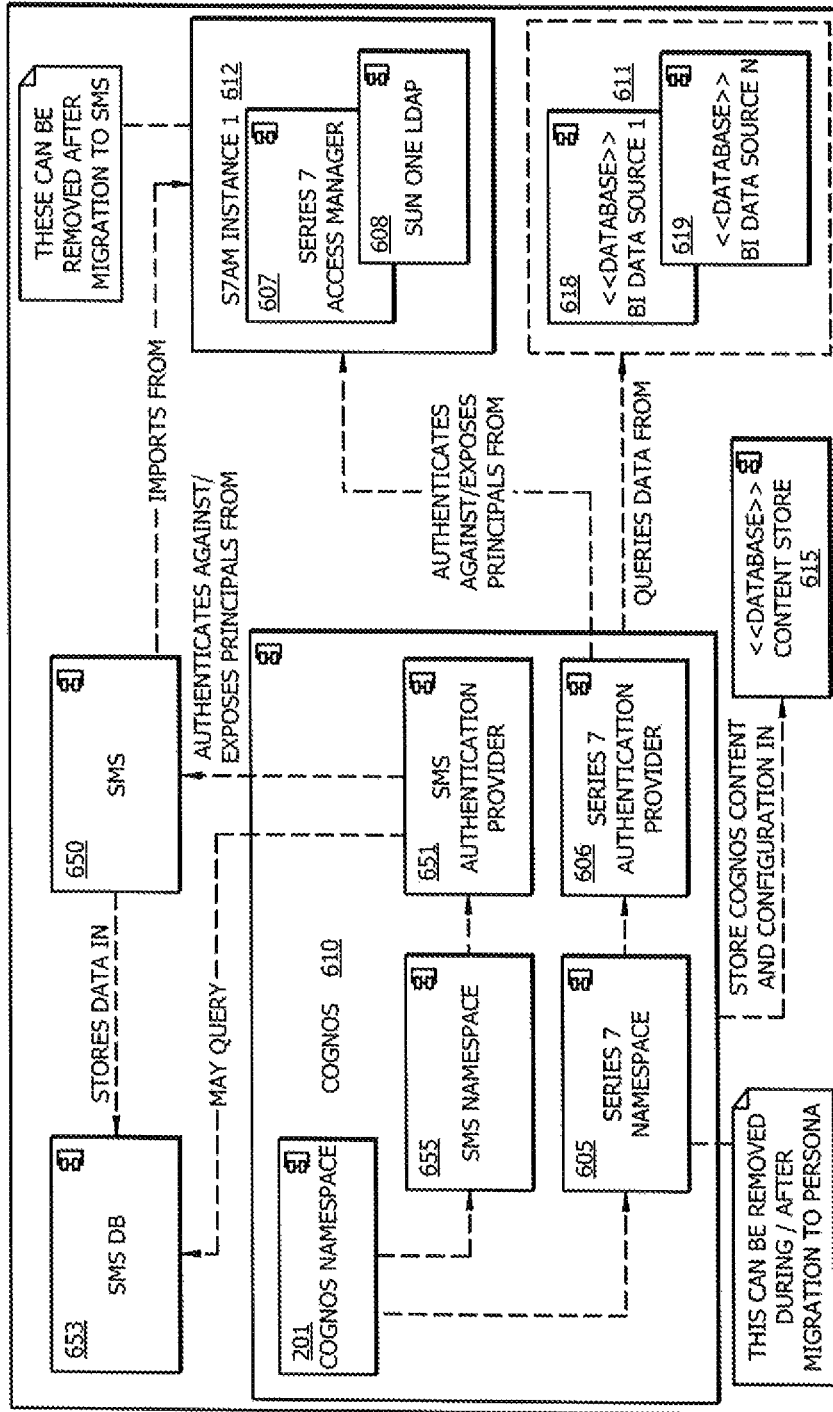 653
SMS DB
STORES DATA IN
650
SMS
IMPORTS FROM
THESE CAN BE
REMOVED AFTER
MIGRATION TO SMS
MAY QUERY
AUTHENTICATES AGAINST/
EXPOSES PRINCIPALS FROM
S7AM INSTANCE 1 612
607
SERIES 7
ACCESS MANAGER
608
SUN ONE LDAP
COGNOS 610
201
COGNOS NAMESPACE
655
SMS NAMESPACE
651
SMS
AUTHENTICATION
PROVIDER
AUTHENTICATES
AGAINST/EXPOSES
PRINCIPALS FROM
605
SERIES 7
NAMESPACE
606
SERIES 7
AUTHENTICATION
PROVIDER
QUERIES DATA FROM
618
611
<<DATABASE>>
BI DATA SOURCE 1
619
<<DATABASE>>
BI DATA SOURCE N
THIS CAN BE REMOVED
DURING / AFTER
MIGRATION TO PERSONA
STORE COGNOS CONTENT
AND CONFIGURATION IN
<<DATABASE>>
CONTENT STORE
615